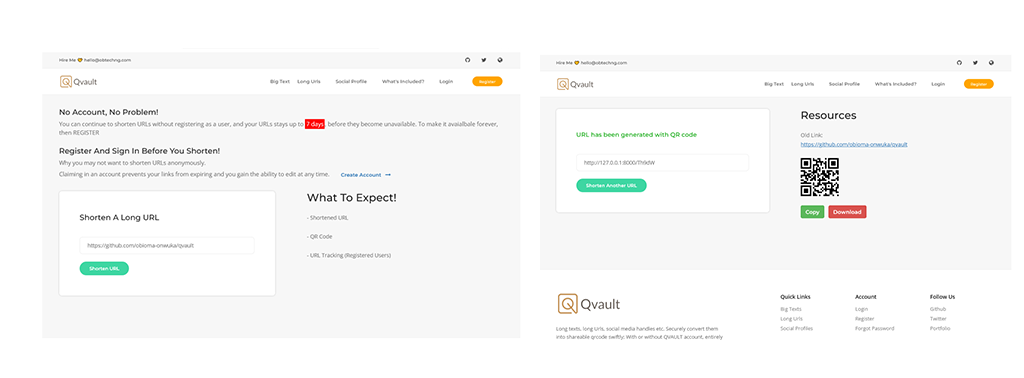 Hire Me hello@obtechng.com
Qvault
Big Text Long Urls Social Profile What's Included? Login Register
No Account, No Problem!
You can continue to shorten URLs without registering as a user, and your URLs stays up to 7 days before they become unavailable. To make it avaialbale forever,
then REGISTER
Register And Sign In Before You Shorten!
Why you may not want to shorten URLs anonymously.
Claiming in an account prevents your links from expiring and you gain the ability to edit at any time. Create Account →
Shorten A Long URL
https://github.com/obioma-onwuka/qvault
Shorten URL
What To Expect!
- Shortened URL
- QR Code
- URL Tracking (Registered Users)
Hire Me hello@obtechng.com
Qvault
Big Text Long Urls Social Profile What's Included? Login Register
URL has been generated with QR code
http://127.0.0.1:8000/Th9dW
Shorten Another URL
Resources
Old Link:
https://github.com/obioma-onwuka/qvault
Copy Download
Qvault
Long texts, long Urls, social media handles etc. Securely convert them
into shareable qrcode swiftly; With or without QVAULT account, entirely
Quick Links
Big Texts
Long Urls
Social Profiles
Account
Login
Register
Forgot Password
Follow Us
Github
Twitter
Portfolio